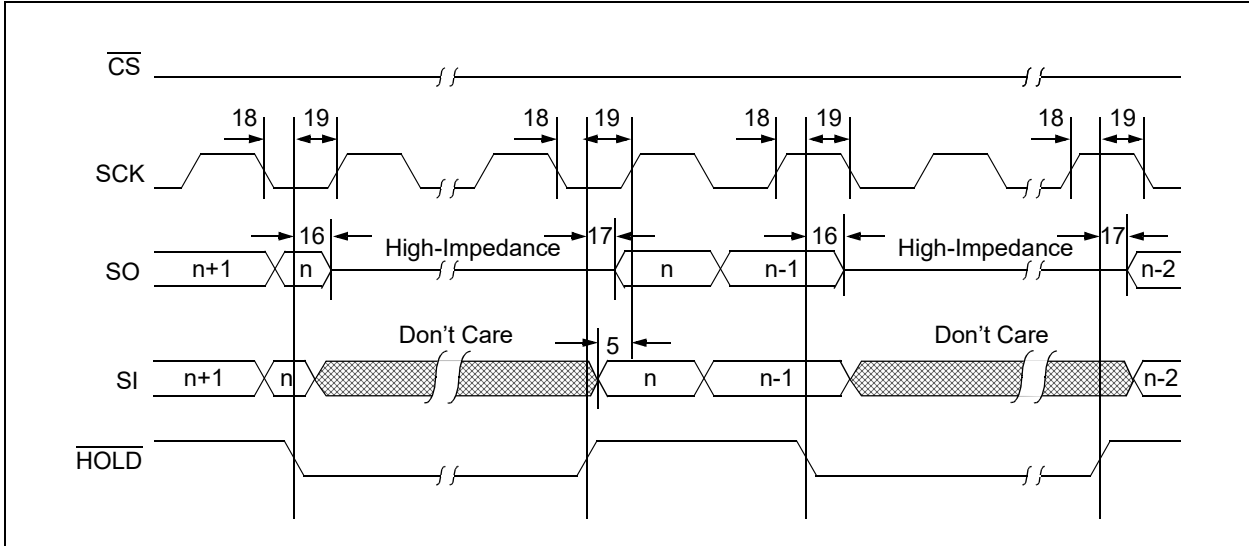 CS
18 19 18 19 18 19 18 19
SCK
16 High-Impedance 17 16 High-Impedance 17
SO n+1 n n n-1 n-2
Don't Care 5 Don't Care
SI n+1 n n n-1 n-2
HOLD